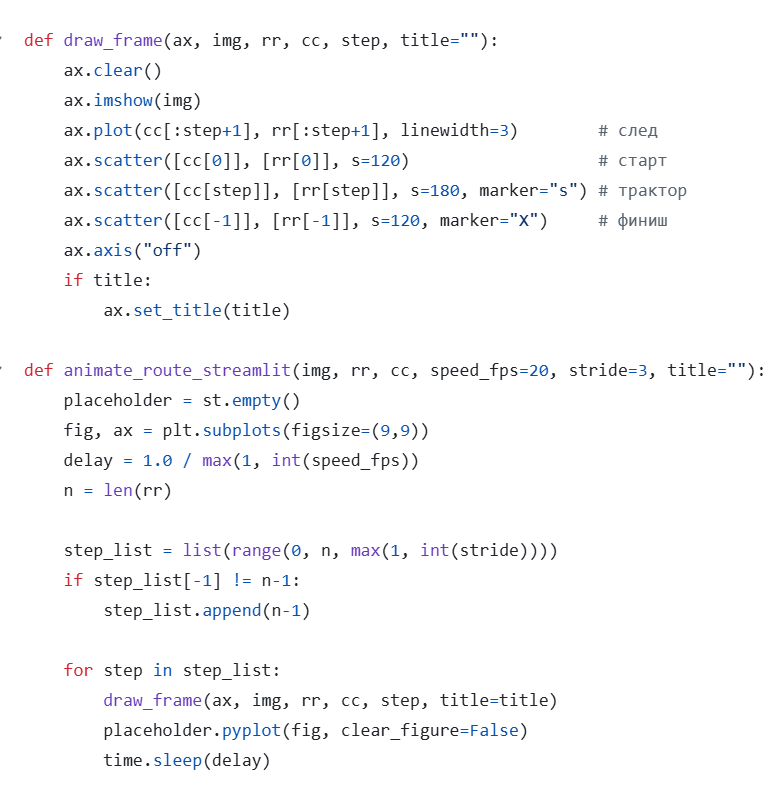 def draw_frame(ax, img, rr, cc, step, title=""):
    ax.clear()
    ax.imshow(img)
    ax.plot(cc[:step+1], rr[:step+1], linewidth=3)        # след
    ax.scatter([cc[0]], [rr[0]], s=120)                   # старт
    ax.scatter([cc[step]], [rr[step]], s=180, marker="s") # трактор
    ax.scatter([cc[-1]], [rr[-1]], s=120, marker="X")     # финиш
    ax.axis("off")
    if title:
        ax.set_title(title)

def animate_route_streamlit(img, rr, cc, speed_fps=20, stride=3, title=""):
    placeholder = st.empty()
    fig, ax = plt.subplots(figsize=(9,9))
    delay = 1.0 / max(1, int(speed_fps))
    n = len(rr)

    step_list = list(range(0, n, max(1, int(stride))))
    if step_list[-1] != n-1:
        step_list.append(n-1)

    for step in step_list:
        draw_frame(ax, img, rr, cc, step, title=title)
        placeholder.pyplot(fig, clear_figure=False)
        time.sleep(delay)